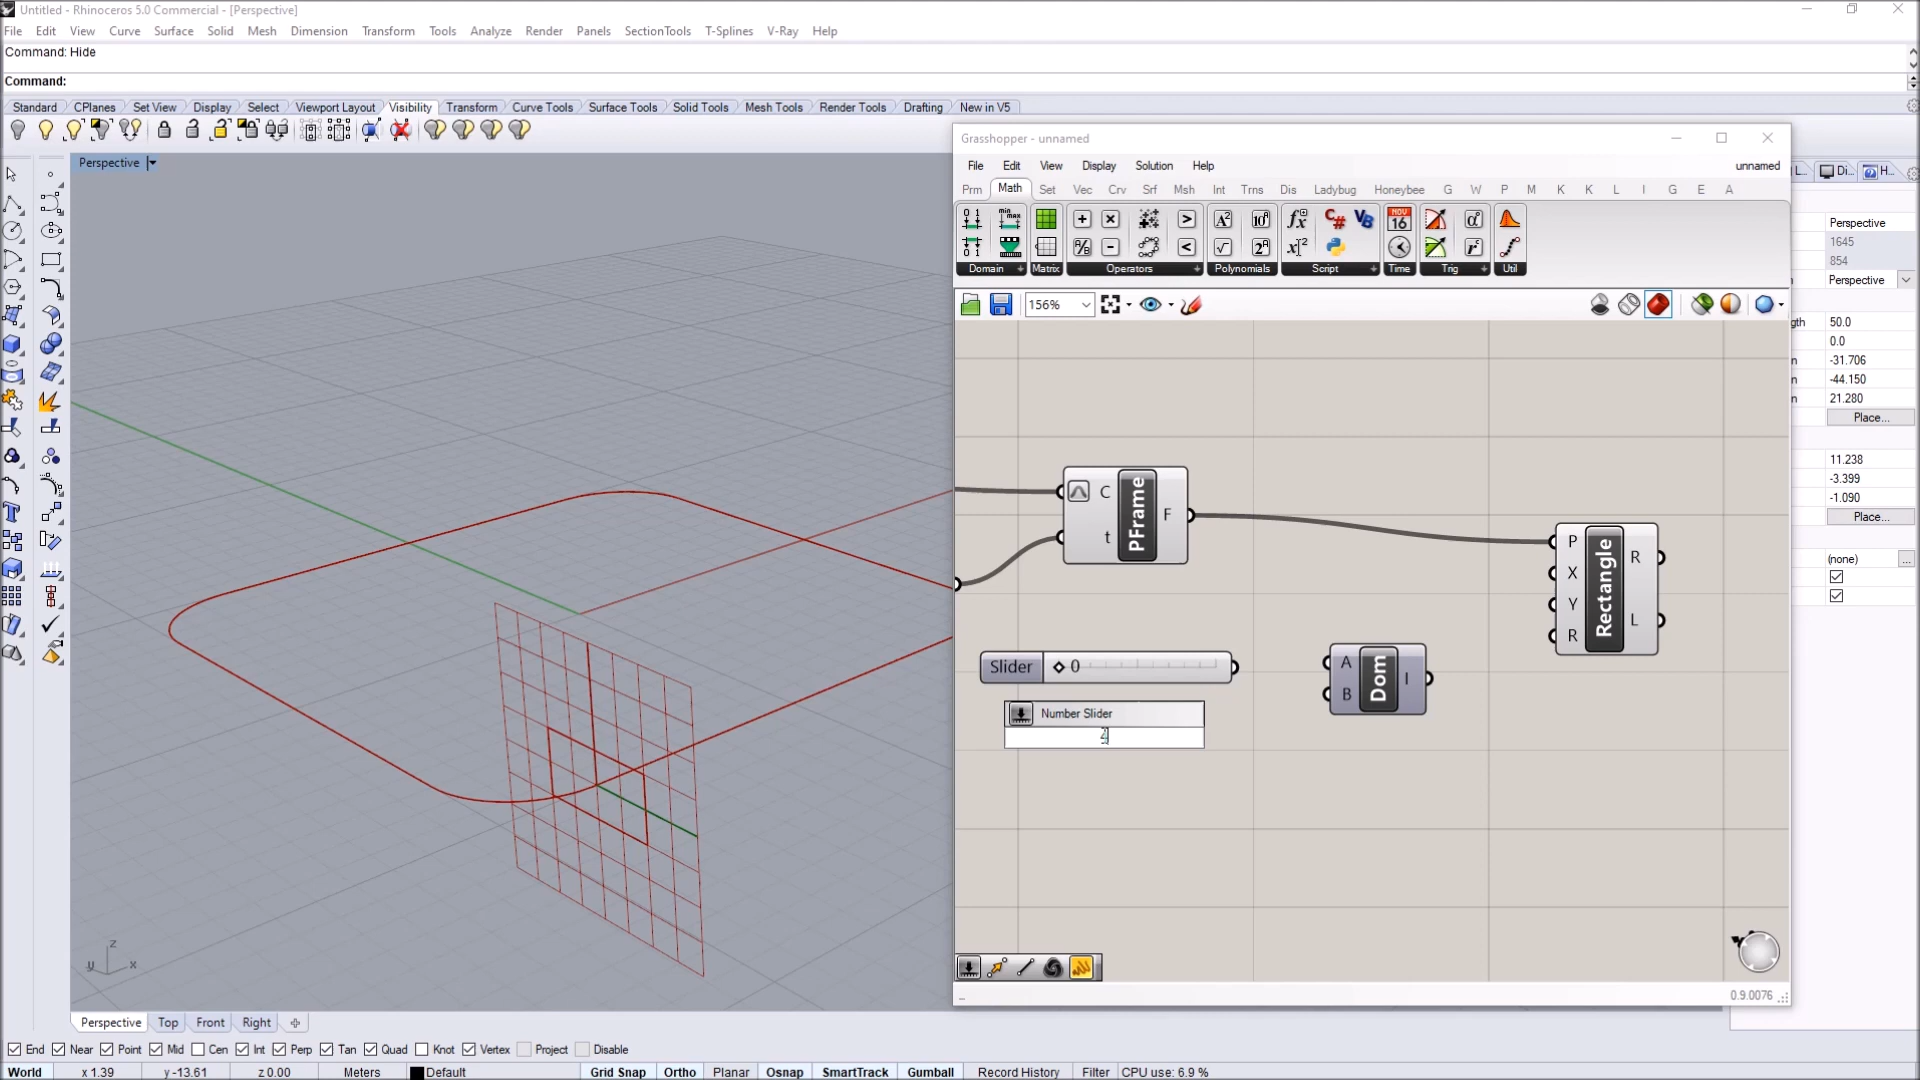 Untitled - Rhinoceros 5.0 Commercial - [Perspective]
File Edit View Curve Surface Solid Mesh Dimension Transform Tools Analyze Render Panels SectionTools T-Splines V-Ray Help
Command: Hide
Command:
Standard CPlanes Set View Display Select Viewport Layout Visibility Transform Curve Tools Surface Tools Solid Tools Mesh Tools Render Tools Drafting New in V5
Perspective
Grasshopper - unnamed
File Edit View Display Solution Help unnamed
Prm Math Set Vec Crv Srf Msh Int Trns Dis Ladybug Honeybee G W P M K K L I G E A
Domain Matrix Operators Polynomials Script Time Trig Util
156%
L... Di... H...
Perspective
1645
854
Perspective
gth 50.0
0.0
n -31.706
n -44.150
n 21.280
Place...
11.238
-3.399
-1.090
Place...
(none) ...
C
t
PFrame
F
P
X
Y
R
Rectangle
R
L
Slider 0
Number Slider
A
B
Dom
I
0.9.0076
z
y x
Perspective Top Front Right
End Near Point Mid Cen Int Perp Tan Quad Knot Vertex Project Disable
World x 1.39 y -13.61 z 0.00 Meters Default Grid Snap Ortho Planar Osnap SmartTrack Gumball Record History Filter CPU use: 6.9 %